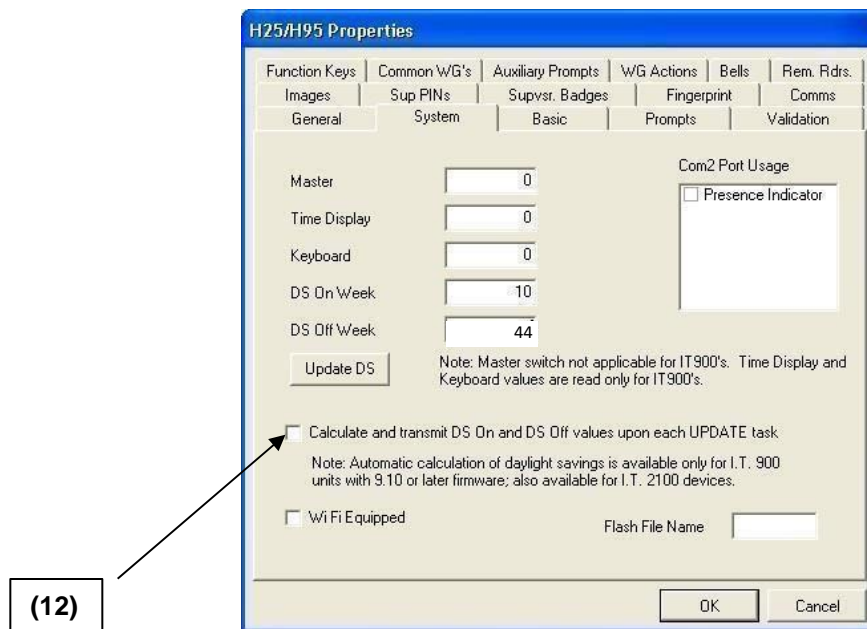 H25/H95 Properties
Function Keys Common WG's Auxiliary Prompts WG Actions Bells Rem. Rdrs.
Images Sup PINs Supvsr. Badges Fingerprint Comms
General System Basic Prompts Validation
Master 0
Time Display 0
Keyboard 0
DS On Week 10
DS Off Week 44
Com2 Port Usage
Presence Indicator
Update DS
Note: Master switch not applicable for IT900's. Time Display and
Keyboard values are read only for IT900's.
Calculate and transmit DS On and DS Off values upon each UPDATE task
Note: Automatic calculation of daylight savings is available only for I.T. 900
units with 9.10 or later firmware; also available for I.T. 2100 devices.
Wi Fi Equipped
Flash File Name
(12)
OK Cancel